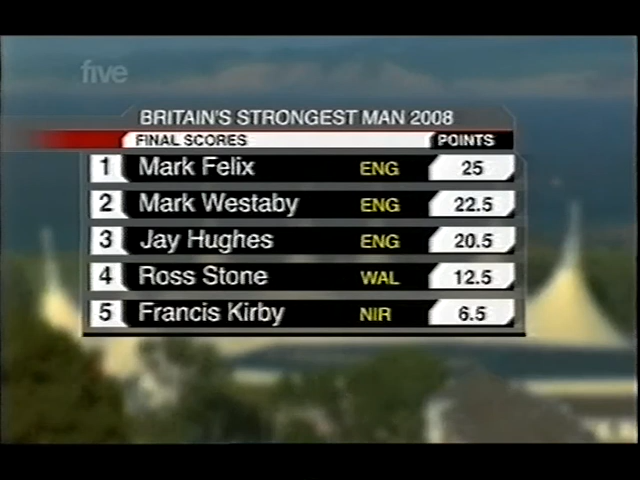 five
BRITAIN'S STRONGEST MAN 2008
FINAL SCORES POINTS
1 Mark Felix ENG 25
2 Mark Westaby ENG 22.5
3 Jay Hughes ENG 20.5
4 Ross Stone WAL 12.5
5 Francis Kirby NIR 6.5